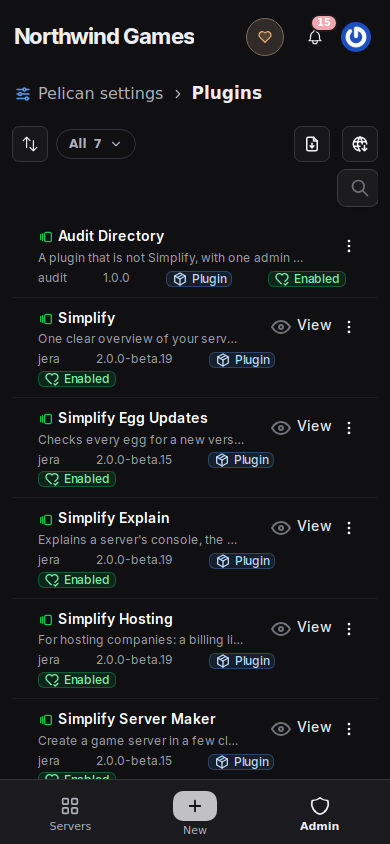 Northwind Games
15
Pelican settings > Plugins
All 7
Audit Directory
A plugin that is not Simplify, with one admin ...
audit 1.0.0 Plugin Enabled
Simplify
View
One clear overview of your serv...
jera 2.0.0-beta.19 Plugin
Enabled
Simplify Egg Updates
View
Checks every egg for a new vers...
jera 2.0.0-beta.15 Plugin
Enabled
Simplify Explain
View
Explains a server's console, the ...
jera 2.0.0-beta.19 Plugin
Enabled
Simplify Hosting
View
For hosting companies: a billing li...
jera 2.0.0-beta.19 Plugin
Enabled
Simplify Server Maker
View
Create a game server in a few cl...
jera 2.0.0-beta.15 Plugin
Enabled
Servers New Admin